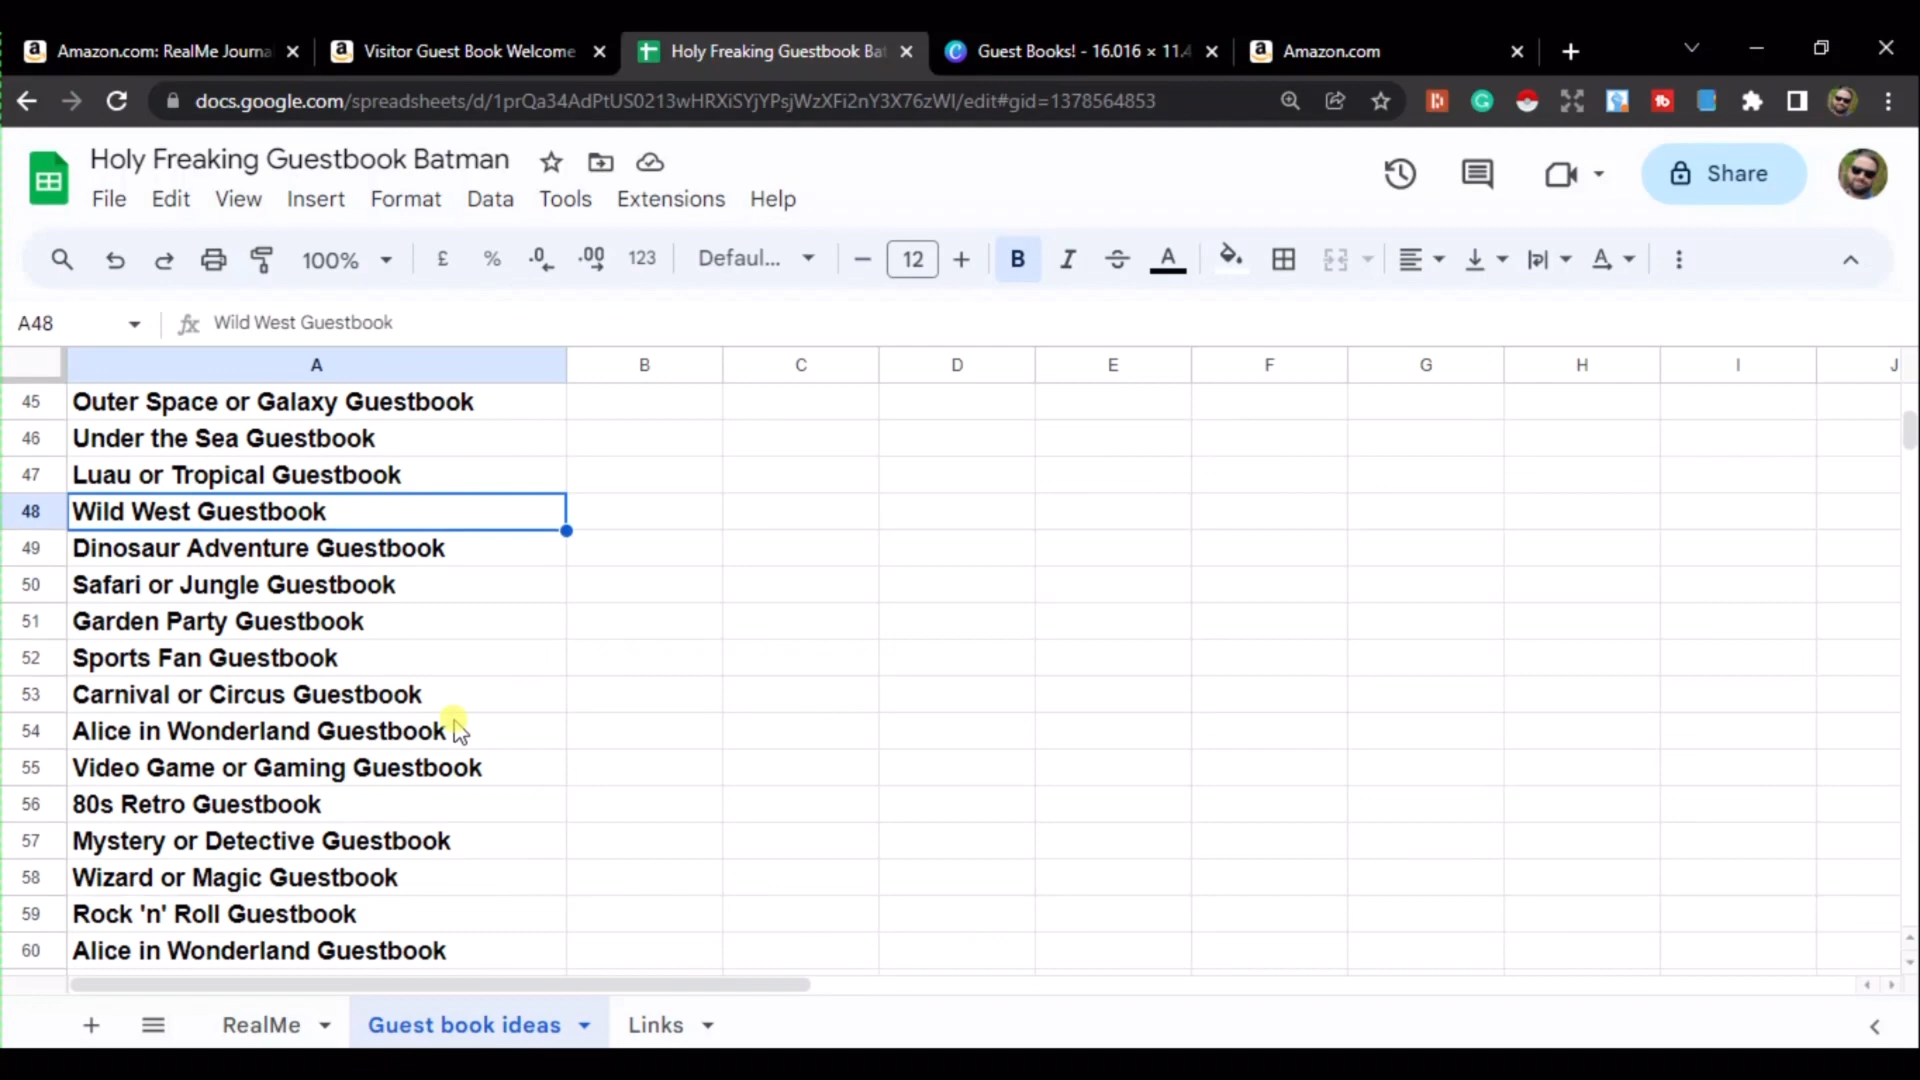 Amazon.com: RealMe Journa
Visitor Guest Book Welcome
Holy Freaking Guestbook Bat
Guest Books! - 16.016 × 11.4
Amazon.com
docs.google.com/spreadsheets/d/1prQa34AdPtUS0213wHRXiSYjYPsjWzXFi2nY3X76zWI/edit#gid=1378564853
Holy Freaking Guestbook Batman
Share
File Edit View Insert Format Data Tools Extensions Help
100% £ % .0 .00 123 Defaul... 12 B I S A
A48 fx Wild West Guestbook
A B C D E F G H I J
45 Outer Space or Galaxy Guestbook
46 Under the Sea Guestbook
47 Luau or Tropical Guestbook
48 Wild West Guestbook
49 Dinosaur Adventure Guestbook
50 Safari or Jungle Guestbook
51 Garden Party Guestbook
52 Sports Fan Guestbook
53 Carnival or Circus Guestbook
54 Alice in Wonderland Guestbook
55 Video Game or Gaming Guestbook
56 80s Retro Guestbook
57 Mystery or Detective Guestbook
58 Wizard or Magic Guestbook
59 Rock 'n' Roll Guestbook
60 Alice in Wonderland Guestbook
RealMe Guest book ideas Links